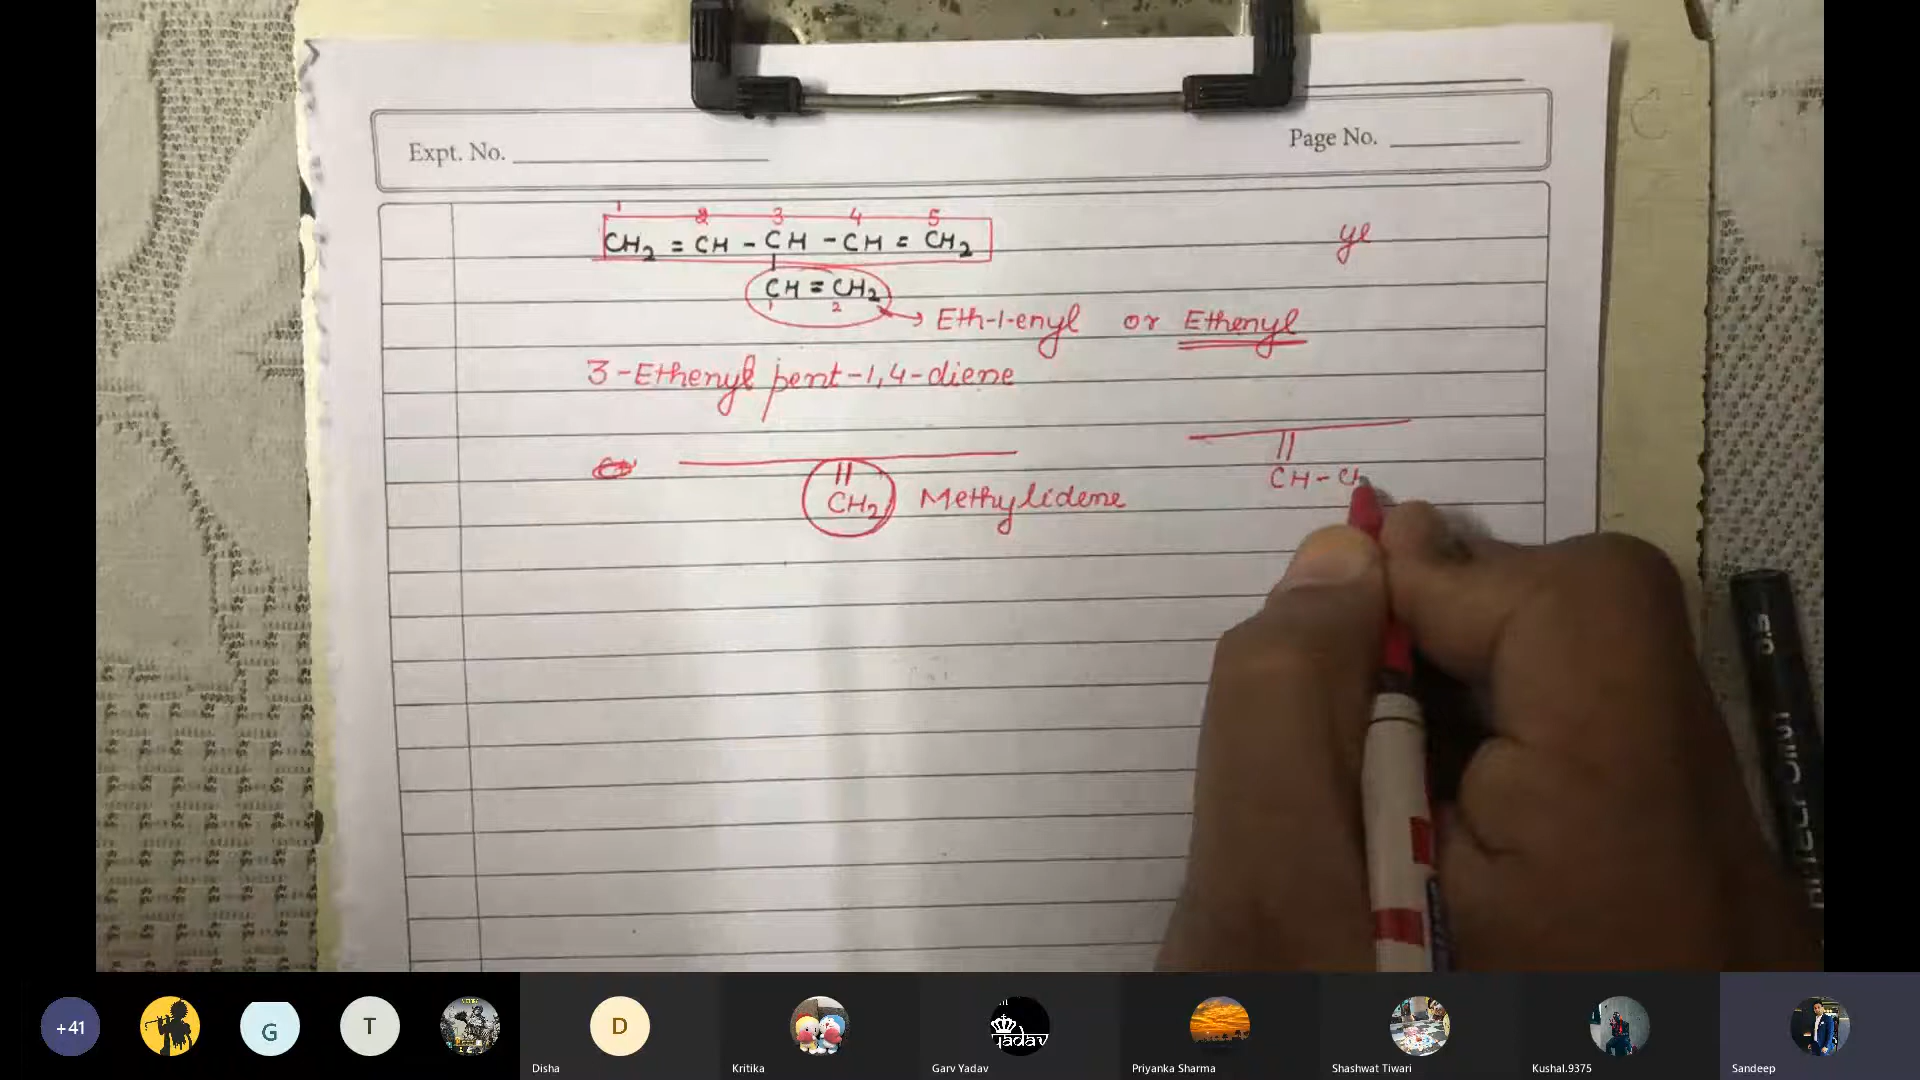 Expt. No.
Page No.
1 2 3 4 5
CH2 = CH - CH - CH = CH2
ye
CH = CH2
1 2
Eth-1-enyl or Ethenyl
3-Ethenyl pent-1,4-diene
CH2 Methylidene
CH - CH
+41
G
T
D
Disha
Kritika
Yadav
Garv Yadav
Priyanka Sharma
Shashwat Tiwari
Kushal.9375
Sandeep